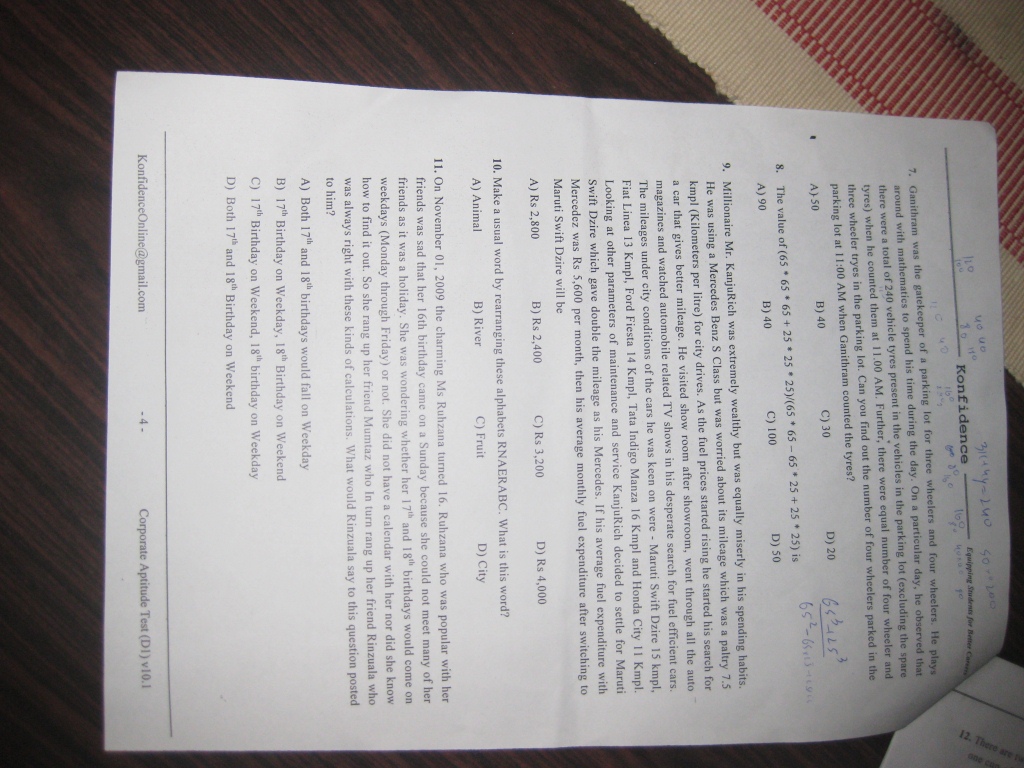 3x+4y=240
Konfidence
Equipping Students for Better Careers
7. Ganithram was the gatekeeper of a parking lot for three wheelers and four wheelers. He plays
around with mathematics to spend his time during the day. On a particular day, he observed that
there were a total of 240 vehicle tyres present in the vehicles in the parking lot (excluding the spare
tyres) when he counted them at 11.00 AM. Further, there were equal number of four wheeler and
three wheeler tryes in the parking lot. Can you find out the number of four wheelers parked in the
parking lot at 11:00 AM when Ganithram counted the tyres?
A) 50 B) 40 C) 30 D) 20
8. The value of (65 * 65 * 65 + 25 * 25 * 25)/(65 * 65 – 65 * 25 + 25 * 25) is
A) 90 B) 40 C) 100 D) 50
65³+25³
9. Millionaire Mr. KanjuRich was extremely wealthy but was equally miserly in his spending habits.
He was using a Mercedes Benz S Class but was worried about its mileage which was a paltry 7.5
kmpl (Kilometers per litre) for city drives. As the fuel prices started rising he started his search for
a car that gives better mileage. He visited show room after showroom, went through all the auto
magazines and watched automobile related TV shows in his desperate search for fuel efficient cars.
The mileages under city conditions of the cars he was keen on were - Maruti Swift Dzire 15 kmpl,
Fiat Linea 13 Kmpl, Ford Fiesta 14 Kmpl, Tata Indigo Manza 16 Kmpl and Honda City 11 Kmpl.
Looking at other parameters of maintenance and service KanjuRich decided to settle for Maruti
Swift Dzire which gave double the mileage as his Mercedes. If his average fuel expenditure with
Mercedez was Rs 5,600 per month, then his average monthly fuel expenditure after switching to
Maruti Swift Dzire will be
A) Rs 2,800 B) Rs 2,400 C) Rs 3,200 D) Rs 4,000
10. Make a usual word by rearranging these alphabets RNAERABC. What is this word?
A) Animal B) River C) Fruit D) City
11. On November 01, 2009 the charming Ms Ruhzana turned 16. Ruhzana who was popular with her
friends was sad that her 16th birthday came on a Sunday because she could not meet many of her
friends as it was a holiday. She was wondering whether her 17th and 18th birthdays would come on
weekdays (Monday through Friday) or not. She did not have a calendar with her nor did she know
how to find it out. So she rang up her friend Mumtaz who In turn rang up her friend Rinzuala who
was always right with these kinds of calculations. What would Rinzuala say to this question posted
to him?
A) Both 17th and 18th birthdays would fall on Weekday
B) 17th Birthday on Weekday, 18th Birthday on Weekend
C) 17th Birthday on Weekend, 18th birthday on Weekday
D) Both 17th and 18th Birthday on Weekend
KonfidenceOnline@gmail.com - 4 - Corporate Aptitude Test (D1) v10.1
12. There are